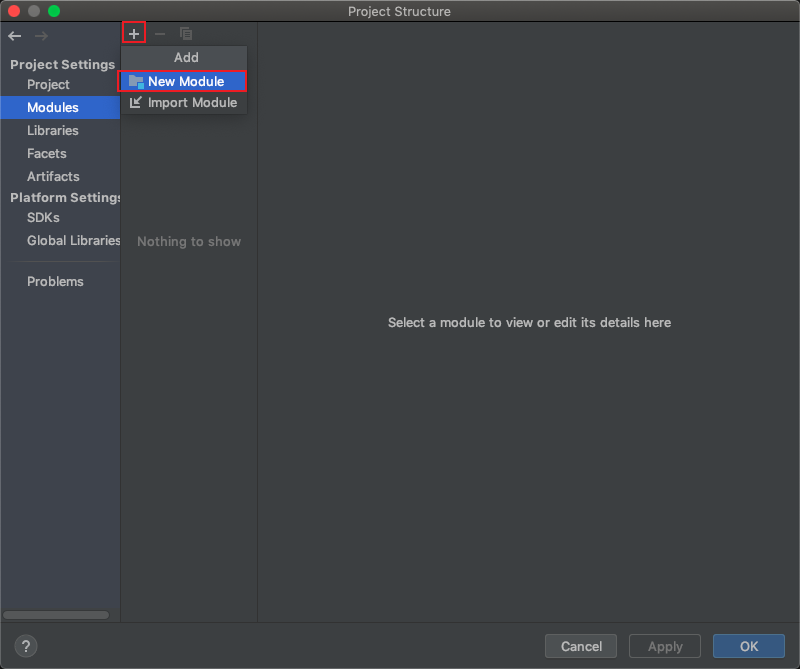 Project Structure
Project Settings
Project
Modules
Libraries
Facets
Artifacts
Platform Settings
SDKs
Global Libraries
Problems
Add
New Module
Import Module
Nothing to show
Select a module to view or edit its details here
?
Cancel
Apply
OK